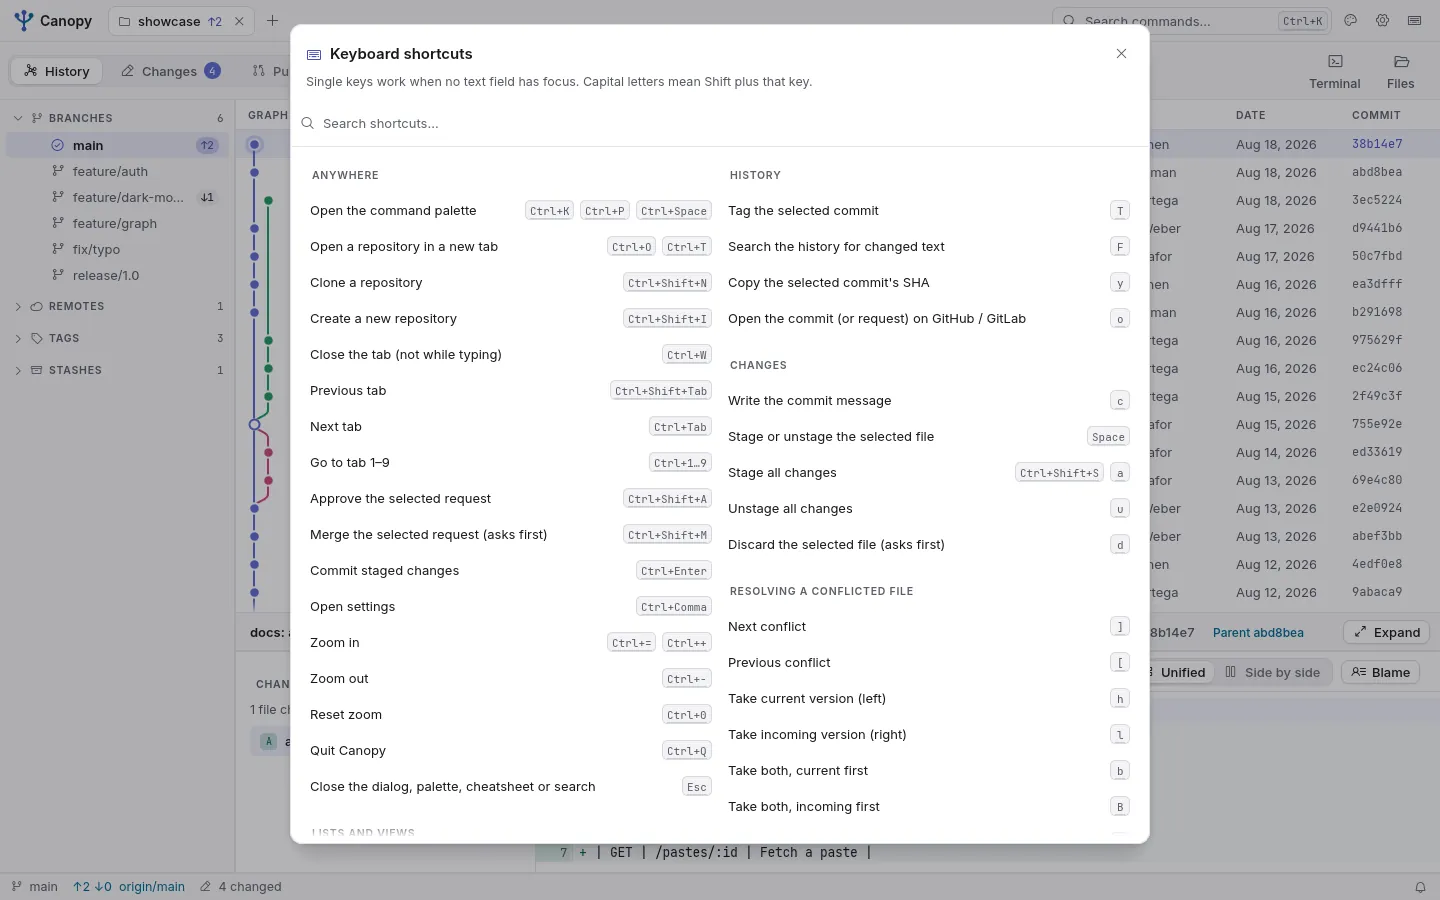 Canopy
showcase ↑2
Search commands...
Ctrl+K
History
Changes 4
Pu
Terminal
Files
BRANCHES 6
main ↑2
feature/auth
feature/dark-mo... ↓1
feature/graph
fix/typo
release/1.0
REMOTES 1
TAGS 3
STASHES 1
GRAPH
Keyboard shortcuts
Single keys work when no text field has focus. Capital letters mean Shift plus that key.
Search shortcuts...
ANYWHERE
Open the command palette Ctrl+K Ctrl+P Ctrl+Space
Open a repository in a new tab Ctrl+O Ctrl+T
Clone a repository Ctrl+Shift+N
Create a new repository Ctrl+Shift+I
Close the tab (not while typing) Ctrl+W
Previous tab Ctrl+Shift+Tab
Next tab Ctrl+Tab
Go to tab 1–9 Ctrl+1…9
Approve the selected request Ctrl+Shift+A
Merge the selected request (asks first) Ctrl+Shift+M
Commit staged changes Ctrl+Enter
Open settings Ctrl+Comma
Zoom in Ctrl+= Ctrl++
Zoom out Ctrl+-
Reset zoom Ctrl+0
Quit Canopy Ctrl+Q
Close the dialog, palette, cheatsheet or search Esc
LISTS AND VIEWS
HISTORY
Tag the selected commit T
Search the history for changed text F
Copy the selected commit's SHA y
Open the commit (or request) on GitHub / GitLab o
CHANGES
Write the commit message c
Stage or unstage the selected file Space
Stage all changes Ctrl+Shift+S a
Unstage all changes u
Discard the selected file (asks first) d
RESOLVING A CONFLICTED FILE
Next conflict ]
Previous conflict [
Take current version (left) h
Take incoming version (right) l
Take both, current first b
Take both, incoming first B
DATE COMMIT
Aug 18, 2026 38b14e7
Aug 18, 2026 abd8bea
Aug 18, 2026 3ec5224
Aug 17, 2026 d9441b6
Aug 17, 2026 50c7fbd
Aug 16, 2026 ea3dfff
Aug 16, 2026 b291698
Aug 16, 2026 975629f
Aug 16, 2026 ec24c06
Aug 15, 2026 2f49c3f
Aug 15, 2026 755e92e
Aug 14, 2026 ed33619
Aug 13, 2026 69e4c80
Aug 13, 2026 e2e0924
Aug 13, 2026 abef3bb
Aug 12, 2026 4edf0e8
Aug 12, 2026 9abaca9
docs:
8b14e7 Parent abd8bea Expand
CHAN
Unified Side by side Blame
1 file
A
7 + | GET | /pastes/:id | Fetch a paste |
main ↑2 ↓0 origin/main 4 changed